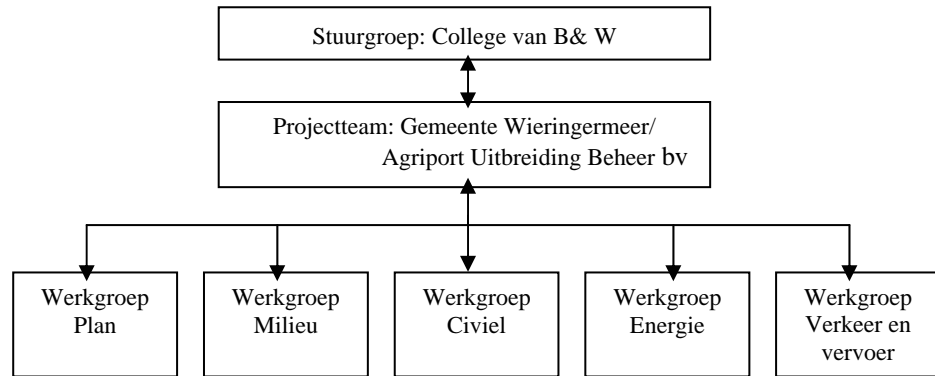 Stuurgroep: College van B& W
Projectteam: Gemeente Wieringermeer/
Agriport Uitbreiding Beheer bv
Werkgroep
Plan
Werkgroep
Milieu
Werkgroep
Civiel
Werkgroep
Energie
Werkgroep
Verkeer en
vervoer